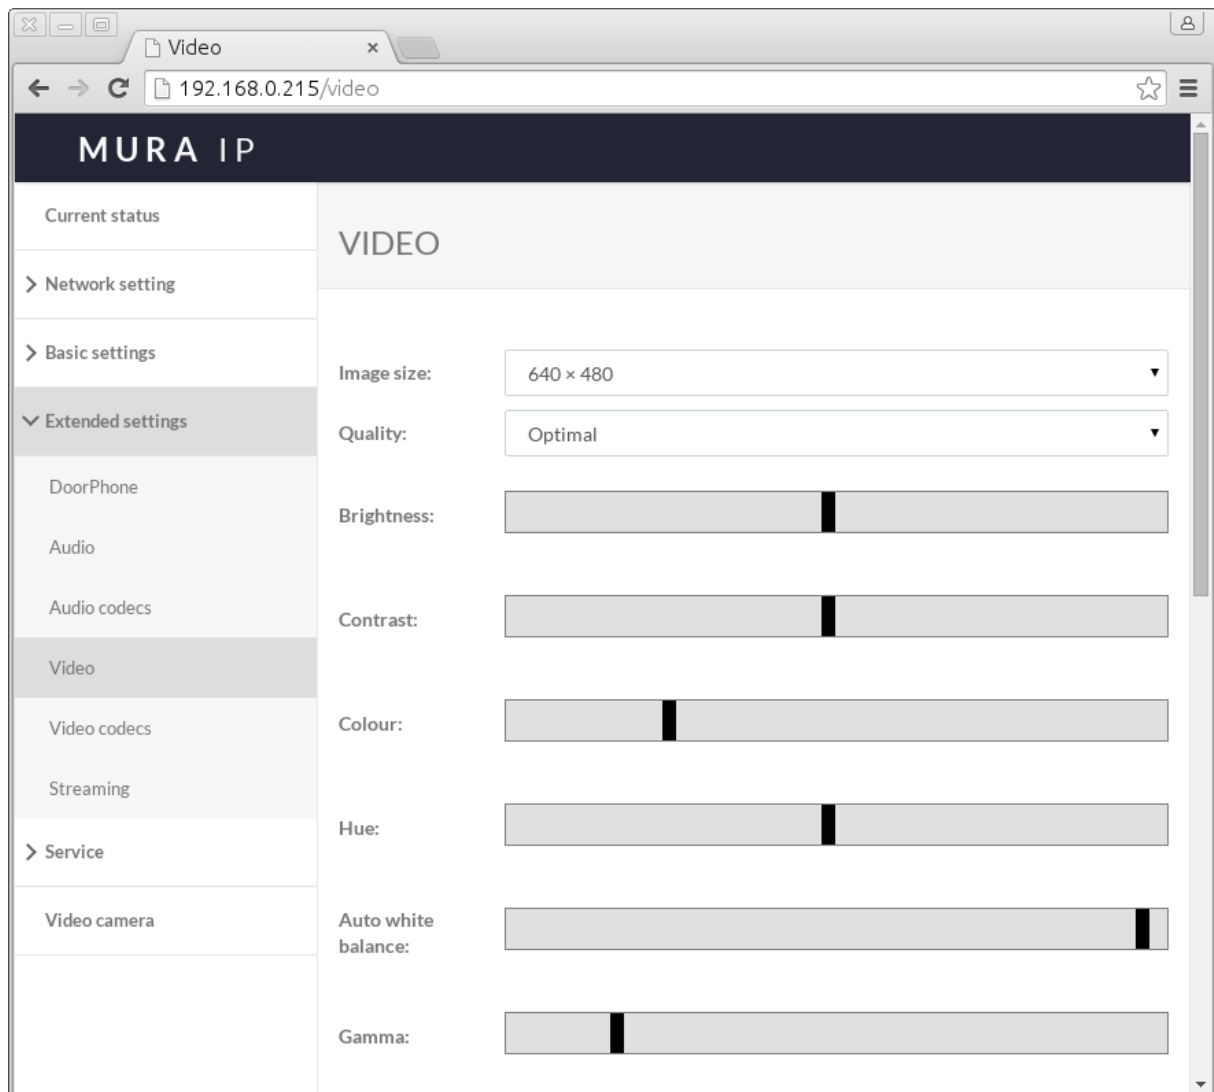 Video
192.168.0.215/video
MURA IP
Current status
Network setting
Basic settings
Extended settings
DoorPhone
Audio
Audio codecs
Video
Video codecs
Streaming
Service
Video camera
VIDEO
Image size:
640 × 480
Quality:
Optimal
Brightness:
Contrast:
Colour:
Hue:
Auto white
balance:
Gamma: